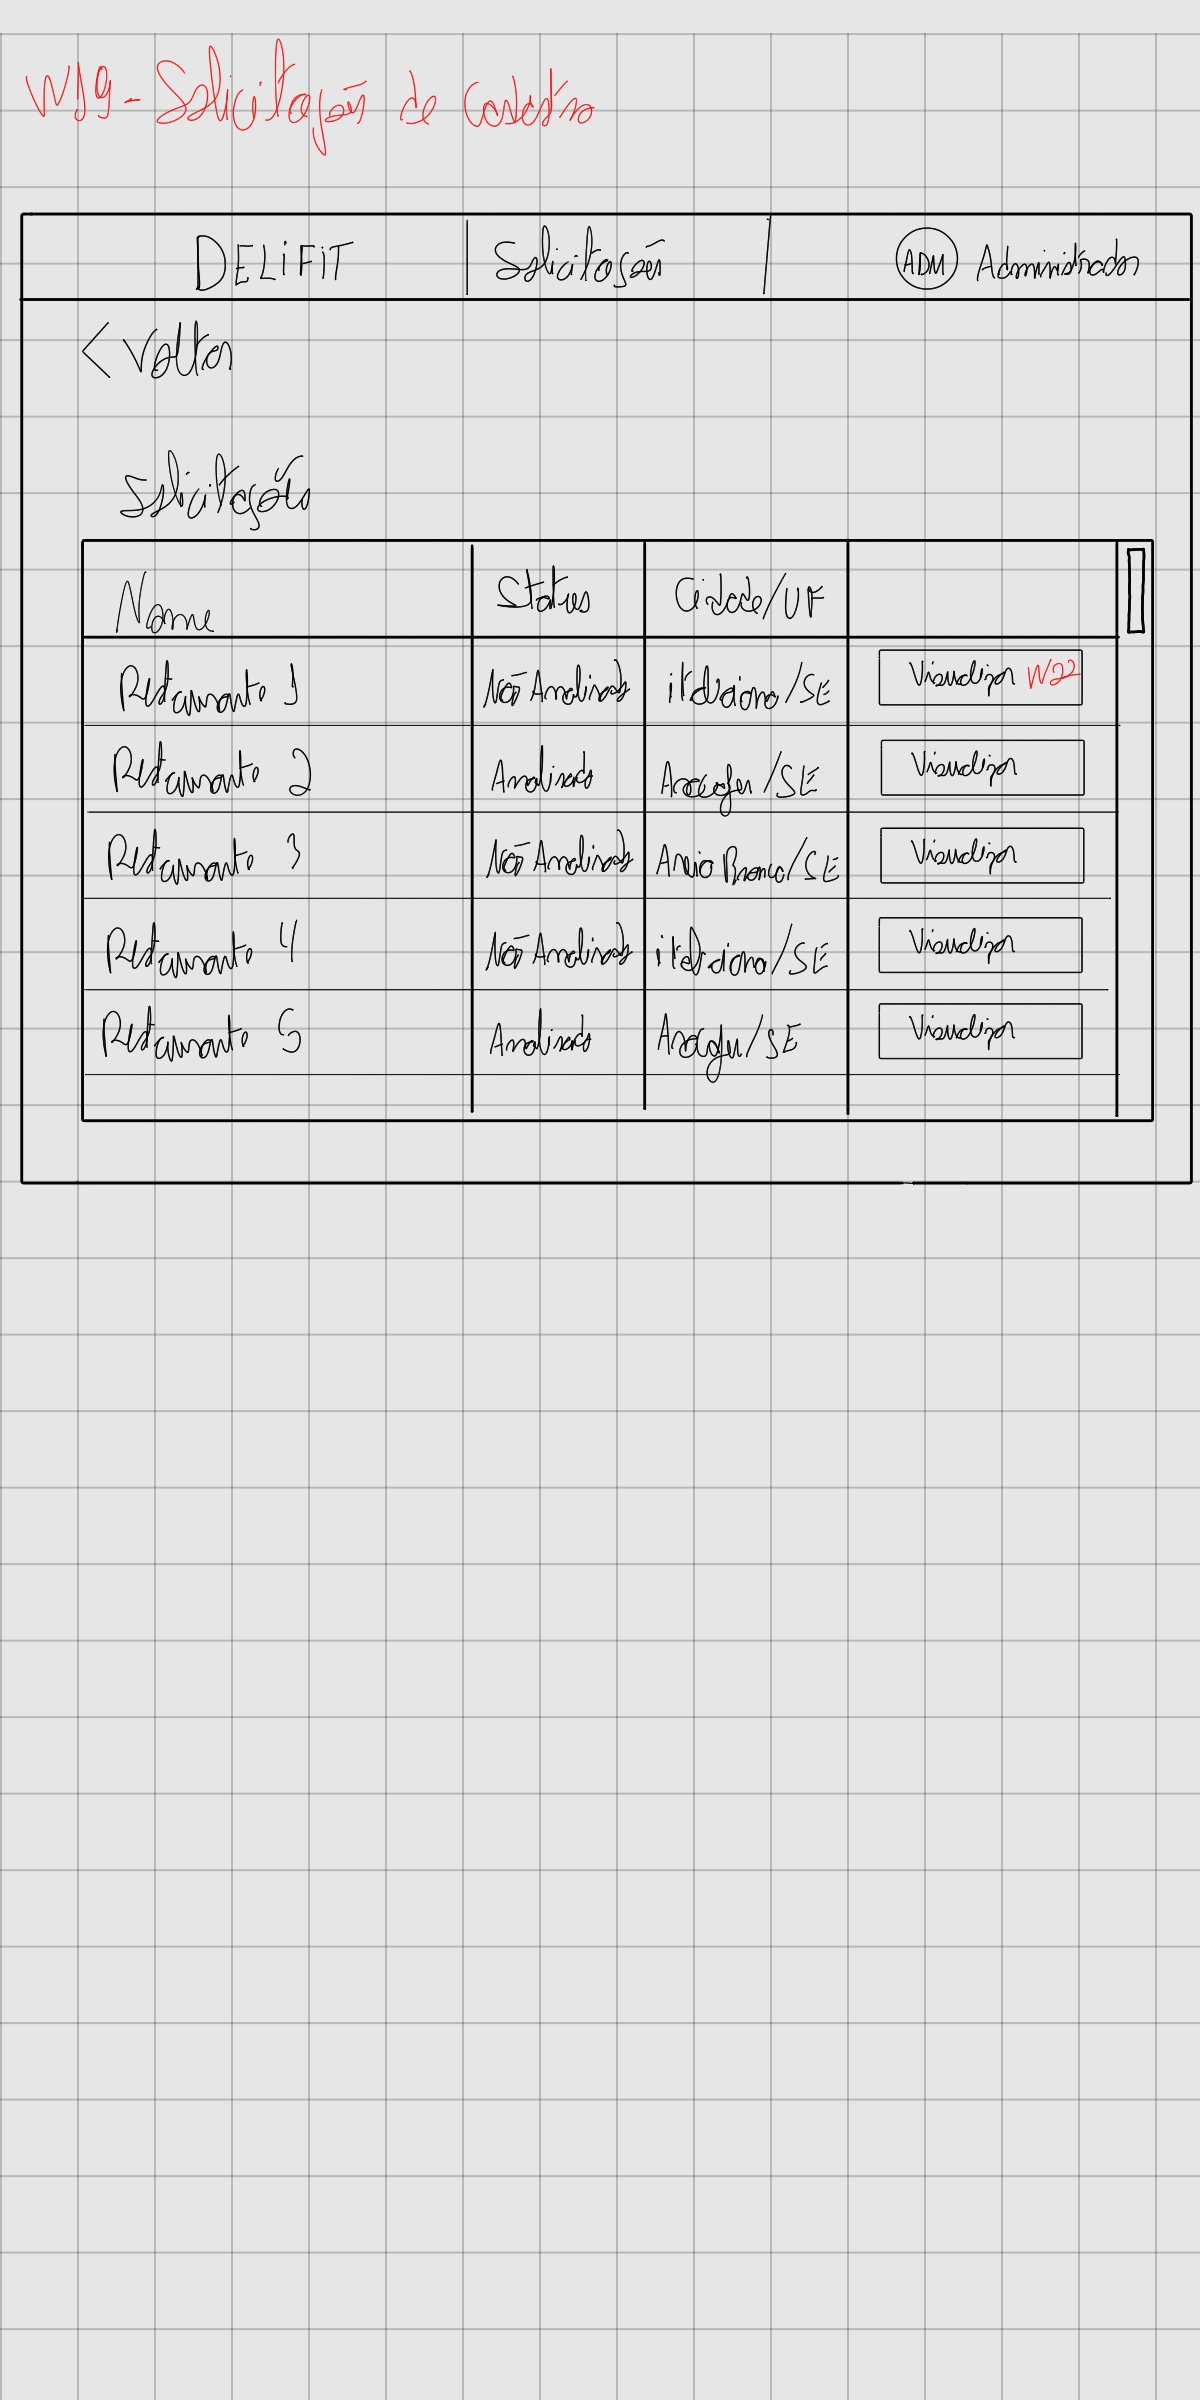 W19 - Solicitações de Cadastro
DELiFiT | Solicitações | ADM Administrador
< Voltar
Solicitações
Nome Status Cidade/UF
Restaurante 1 Não Analisado itabaiana/SE Visualizar W22
Restaurante 2 Analisado Aracaju/SE Visualizar
Restaurante 3 Não Analisado Areia Branca/SE Visualizar
Restaurante 4 Não Analisado itabaiana/SE Visualizar
Restaurante 5 Analisado Aracaju/SE Visualizar